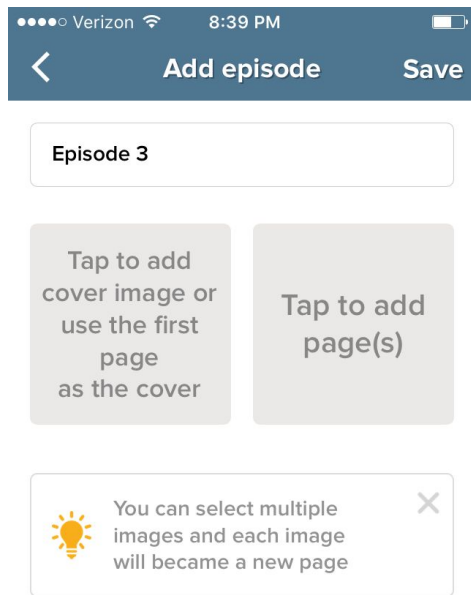 Verizon 8:39 PM
Add episode Save
Episode 3
Tap to add
cover image or
use the first
page
as the cover
Tap to add
page(s)
You can select multiple
images and each image
will became a new page